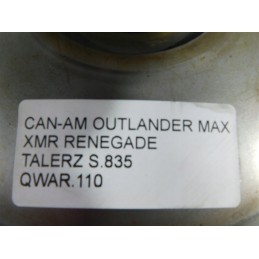 CAN-AM OUTLANDER MAX
XMR RENEGADE
TALERZ S.835
QWAR.110